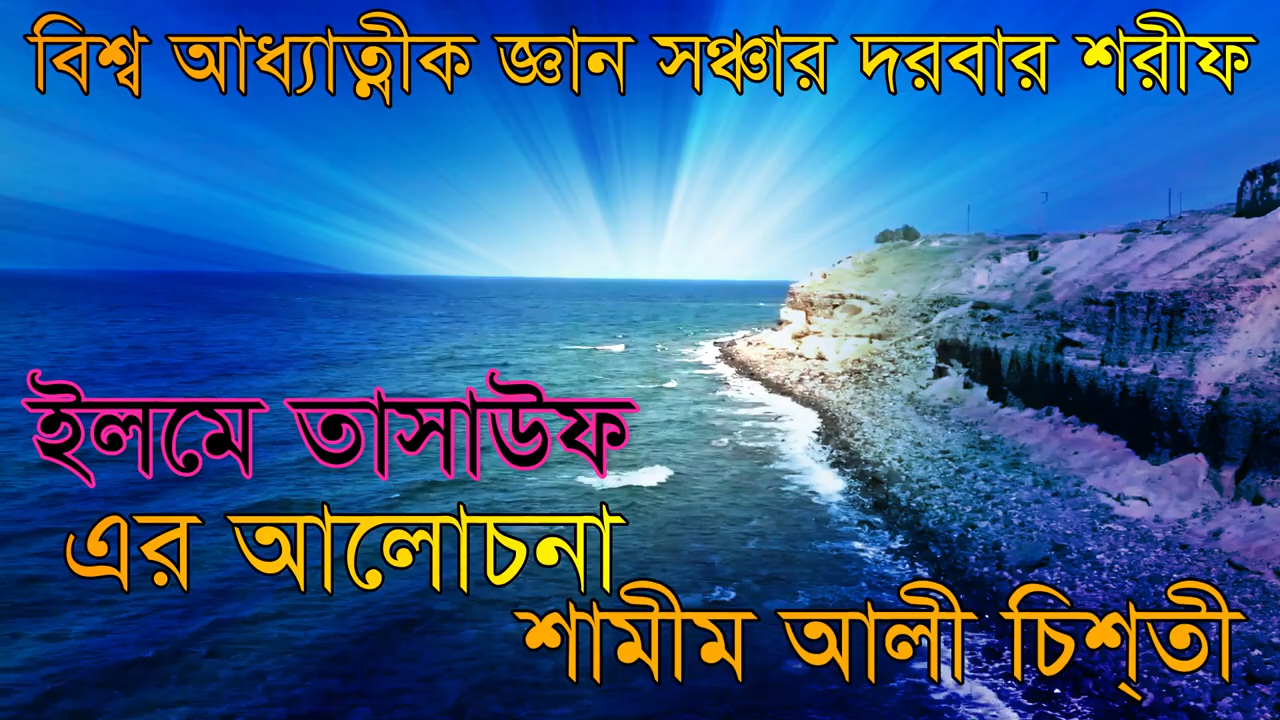 বিশ্ব আধ্যাত্নীক জ্ঞান সঞ্চার দরবার শরীফ
ইলমে তাসাউফ
এর আলোচনা
শামীম আলী চিশ্‌তী